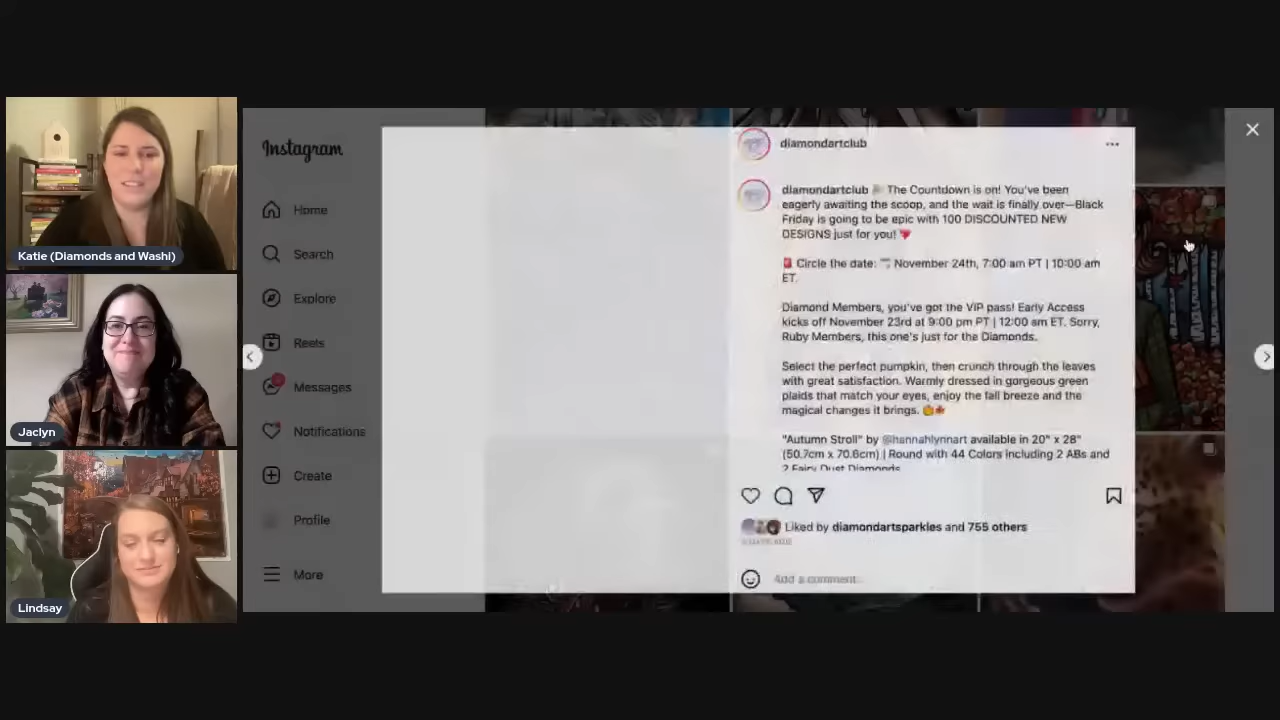 Katie (Diamonds and Washi)
Jaclyn
Lindsay
Instagram
Home
Search
Explore
Reels
Messages
Notifications
Create
Profile
More
diamondartclub
diamondartclub The Countdown is on! You've been
eagerly awaiting the scoop, and the wait is finally over—Black
Friday is going to be epic with 100 DISCOUNTED NEW
DESIGNS just for you!
Circle the date: November 24th, 7:00 am PT | 10:00 am
ET.
Diamond Members, you've got the VIP pass! Early Access
kicks off November 23rd at 9:00 pm PT | 12:00 am ET. Sorry,
Ruby Members, this one's just for the Diamonds.
Select the perfect pumpkin, then crunch through the leaves
with great satisfaction. Warmly dressed in gorgeous green
plaids that match your eyes, enjoy the fall breeze and the
magical changes it brings.
"Autumn Stroll" by @hannahlynnart available in 20" x 28"
(50.7cm x 70.6cm) | Round with 44 Colors including 2 ABs and
2 Fairy Dust Diamonds
Liked by diamondartsparkles and 755 others
Add a comment...